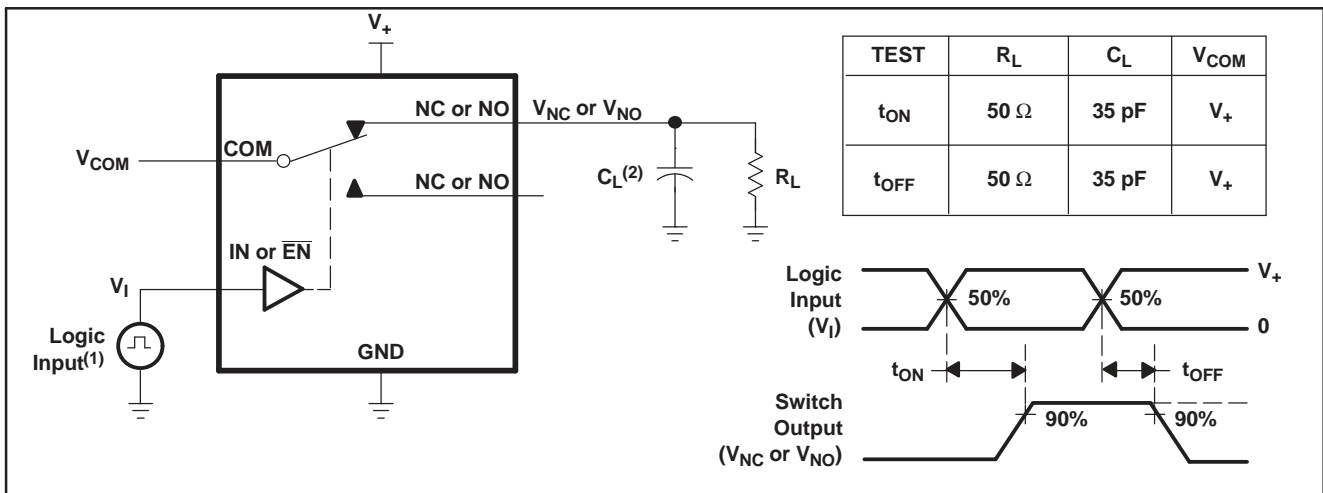 V+
NC or NO
VNC or VNO
VCOM
COM
NC or NO
CL(2)
RL
IN or EN
VI
Logic
Input(1)
GND
TEST RL CL VCOM
tON 50 Ω 35 pF V+
tOFF 50 Ω 35 pF V+
Logic
Input
(VI)
50%
50%
V+
0
tON
tOFF
Switch
Output
(VNC or VNO)
90%
90%